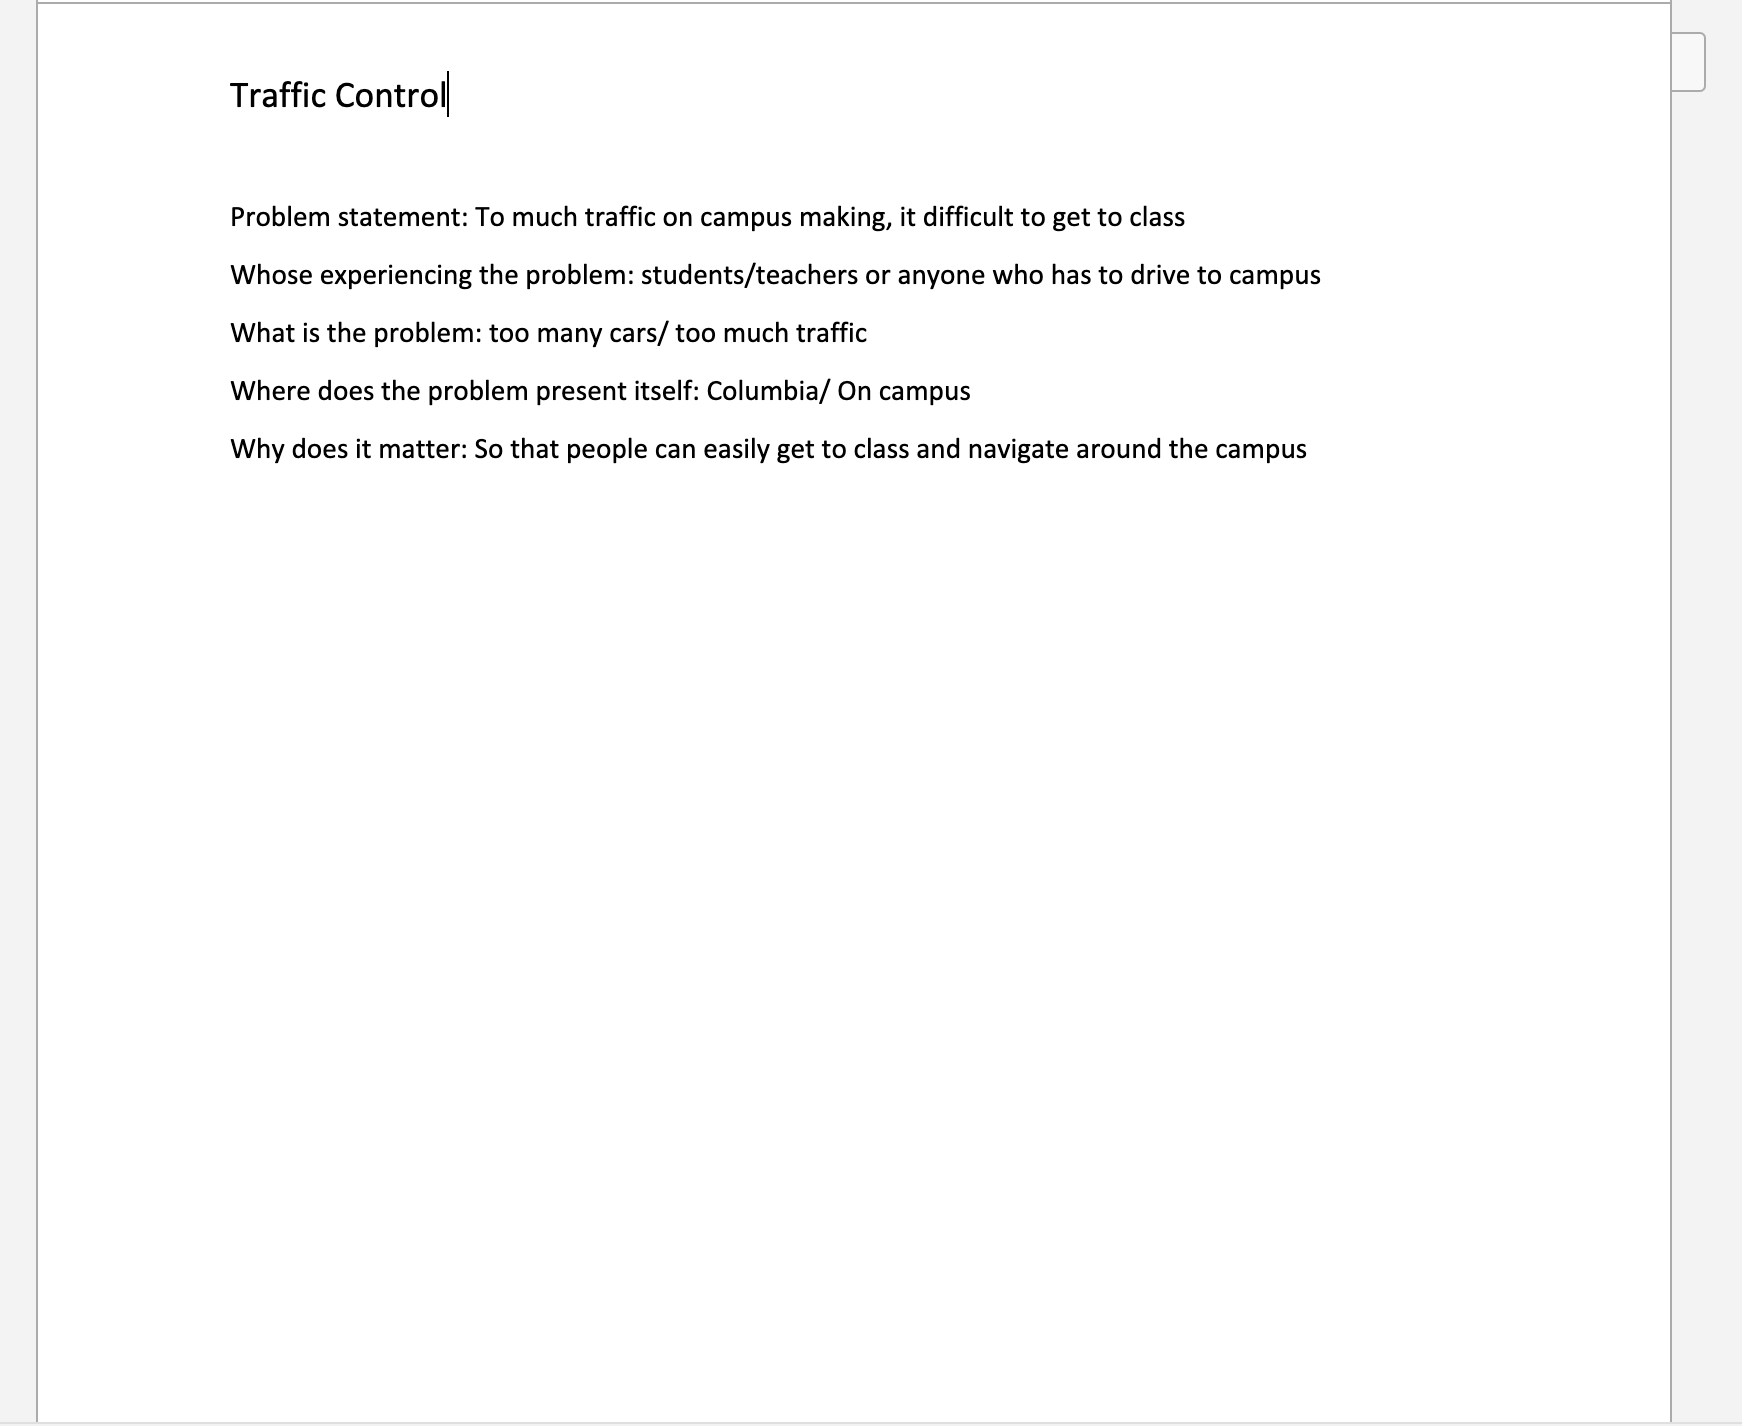 Traffic Control
Problem statement: To much traffic on campus making, it difficult to get to class
Whose experiencing the problem: students/teachers or anyone who has to drive to campus
What is the problem: too many cars/ too much traffic
Where does the problem present itself: Columbia/ On campus
Why does it matter: So that people can easily get to class and navigate around the campus